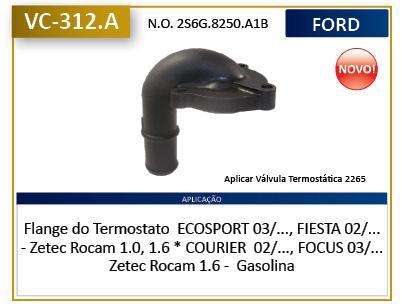 VC-312.A
N.O. 2S6G.8250.A1B
FORD
NOVO!
Aplicar Válvula Termostática 2265
APLICAÇÃO
Flange do Termostato ECOSPORT 03/..., FIESTA 02/...
- Zetec Rocam 1.0, 1.6 * COURIER 02/..., FOCUS 03/...
Zetec Rocam 1.6 - Gasolina